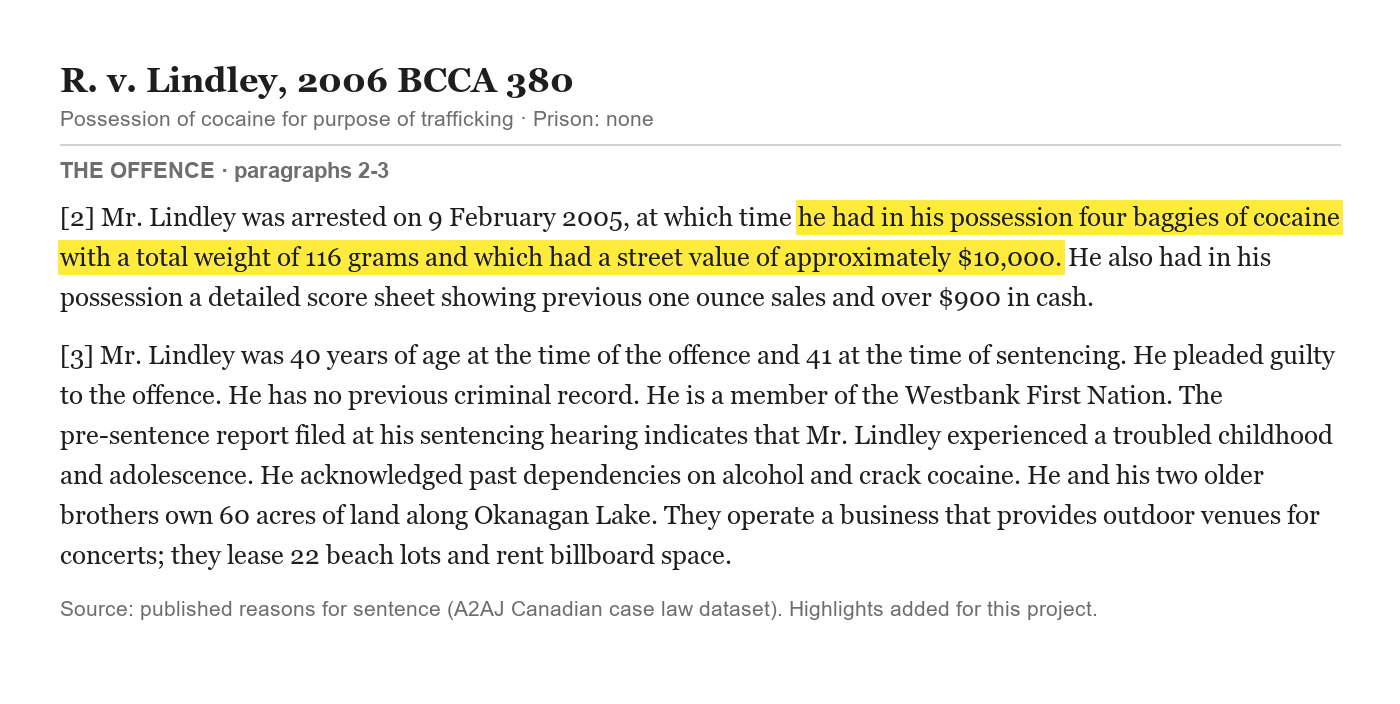 R. v. Lindley, 2006 BCCA 380
Possession of cocaine for purpose of trafficking · Prison: none
THE OFFENCE · paragraphs 2-3
[2] Mr. Lindley was arrested on 9 February 2005, at which time he had in his possession four baggies of cocaine
with a total weight of 116 grams and which had a street value of approximately $10,000. He also had in his
possession a detailed score sheet showing previous one ounce sales and over $900 in cash.
[3] Mr. Lindley was 40 years of age at the time of the offence and 41 at the time of sentencing. He pleaded guilty
to the offence. He has no previous criminal record. He is a member of the Westbank First Nation. The
pre-sentence report filed at his sentencing hearing indicates that Mr. Lindley experienced a troubled childhood
and adolescence. He acknowledged past dependencies on alcohol and crack cocaine. He and his two older
brothers own 60 acres of land along Okanagan Lake. They operate a business that provides outdoor venues for
concerts; they lease 22 beach lots and rent billboard space.
Source: published reasons for sentence (A2AJ Canadian case law dataset). Highlights added for this project.